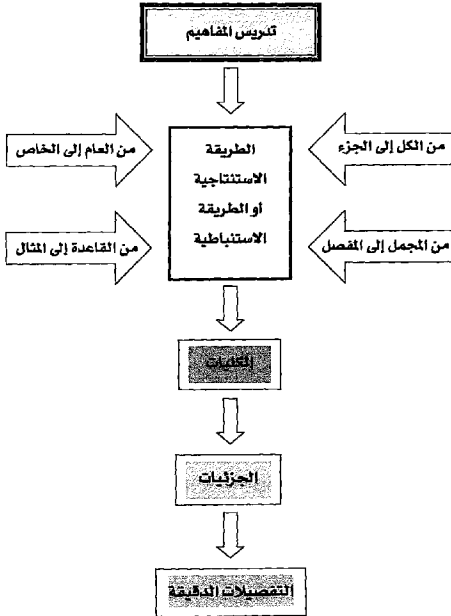 تدريس المفاهيم
من الكل إلى الجزء
من العام إلى الخاص
الطريقة
الاستنتاجية
أو الطريقة
الاستنباطية
من المجمل إلى المفصل
من القاعدة إلى المثال
الكليات
الجزئيات
التفصيلات الدقيقة